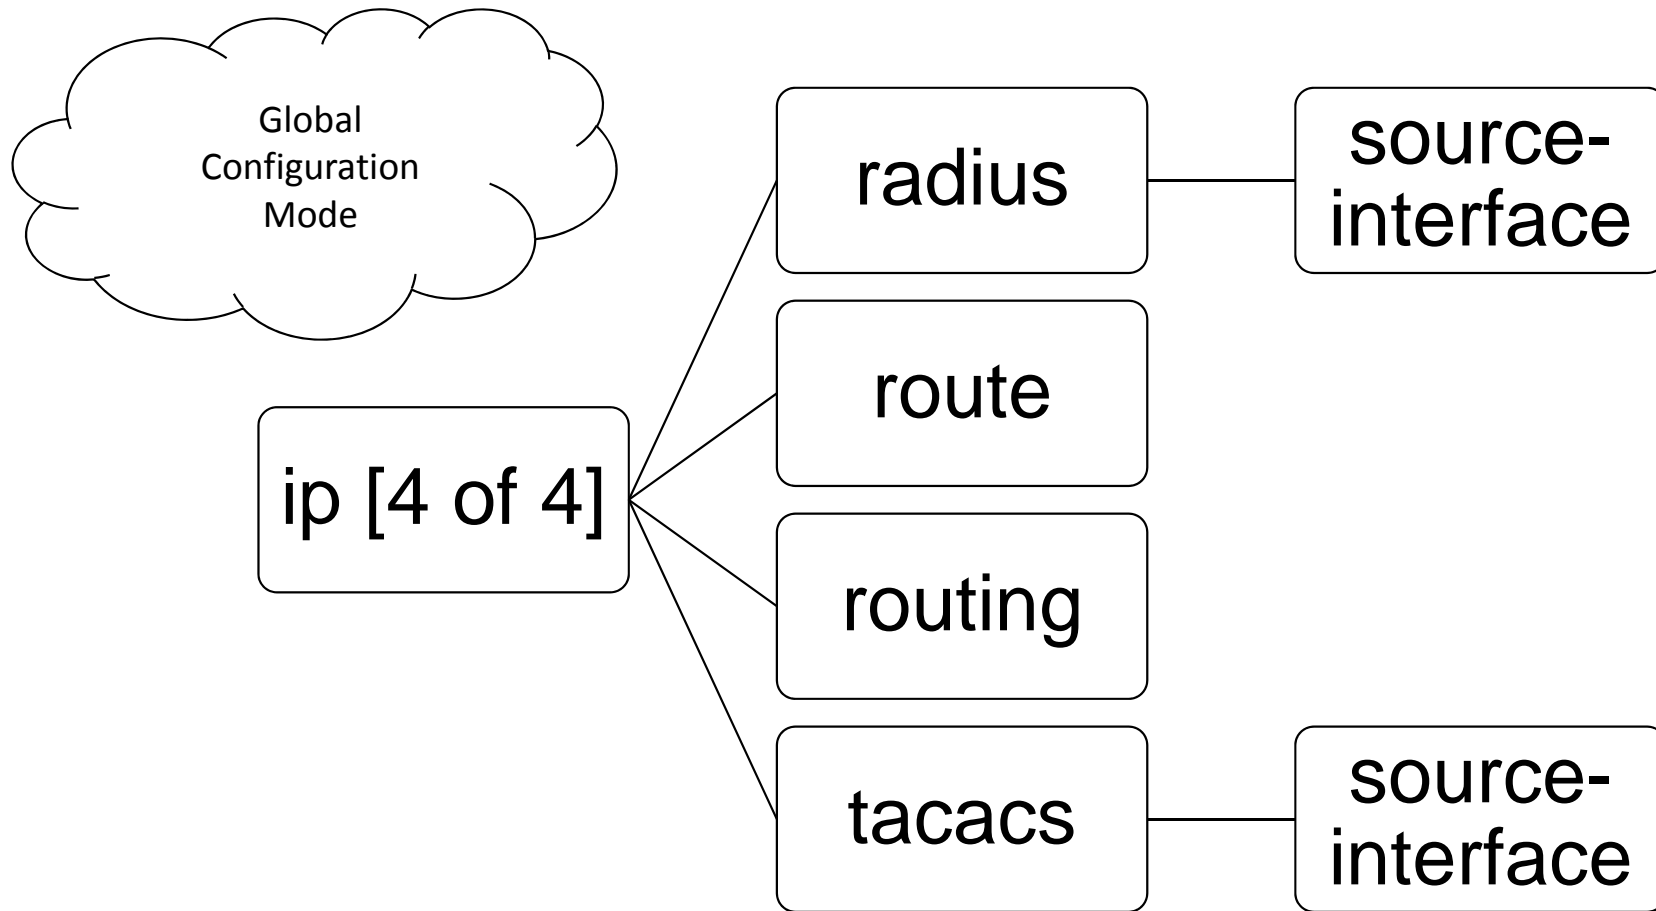 Global
Configuration
Mode
ip [4 of 4]
radius
source-
interface
route
routing
tacacs
source-
interface